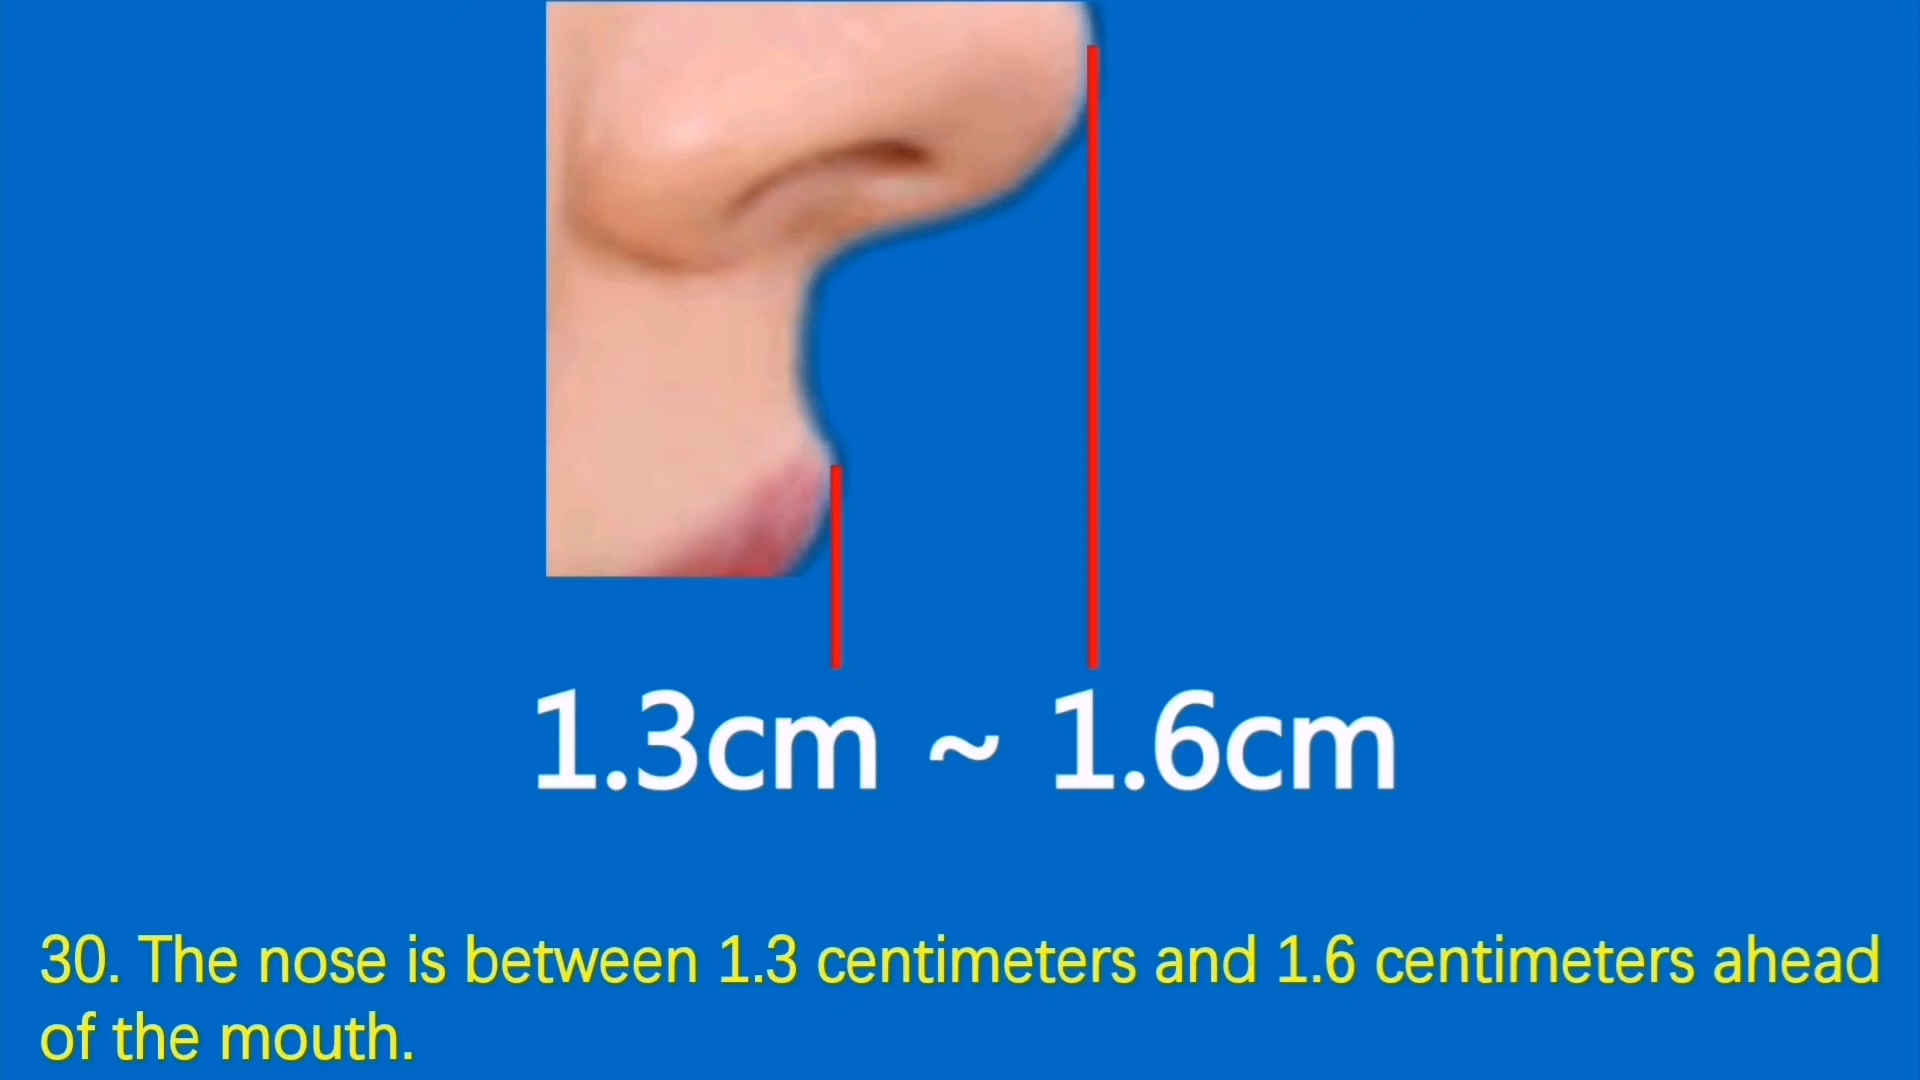 1.3cm ~ 1.6cm
30. The nose is between 1.3 centimeters and 1.6 centimeters ahead
of the mouth.